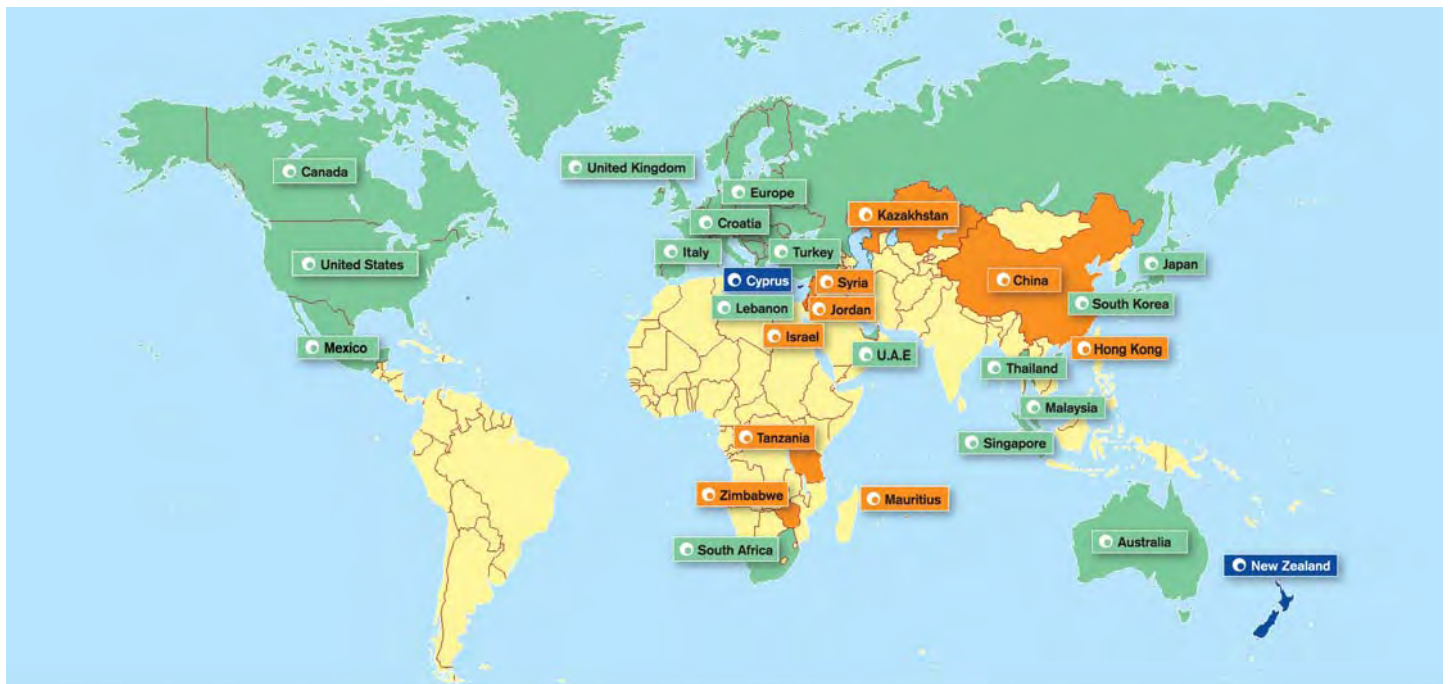 United Kingdom
Canada
Europe
Kazakhstan
Croatia
Italy
Turkey
United States
Japan
Cyprus
Syria
China
Lebanon
Jordan
South Korea
Israel
Mexico
U.A.E
Hong Kong
Thailand
Malaysia
Tanzania
Singapore
Zimbabwe
Mauritius
South Africa
Australia
New Zealand